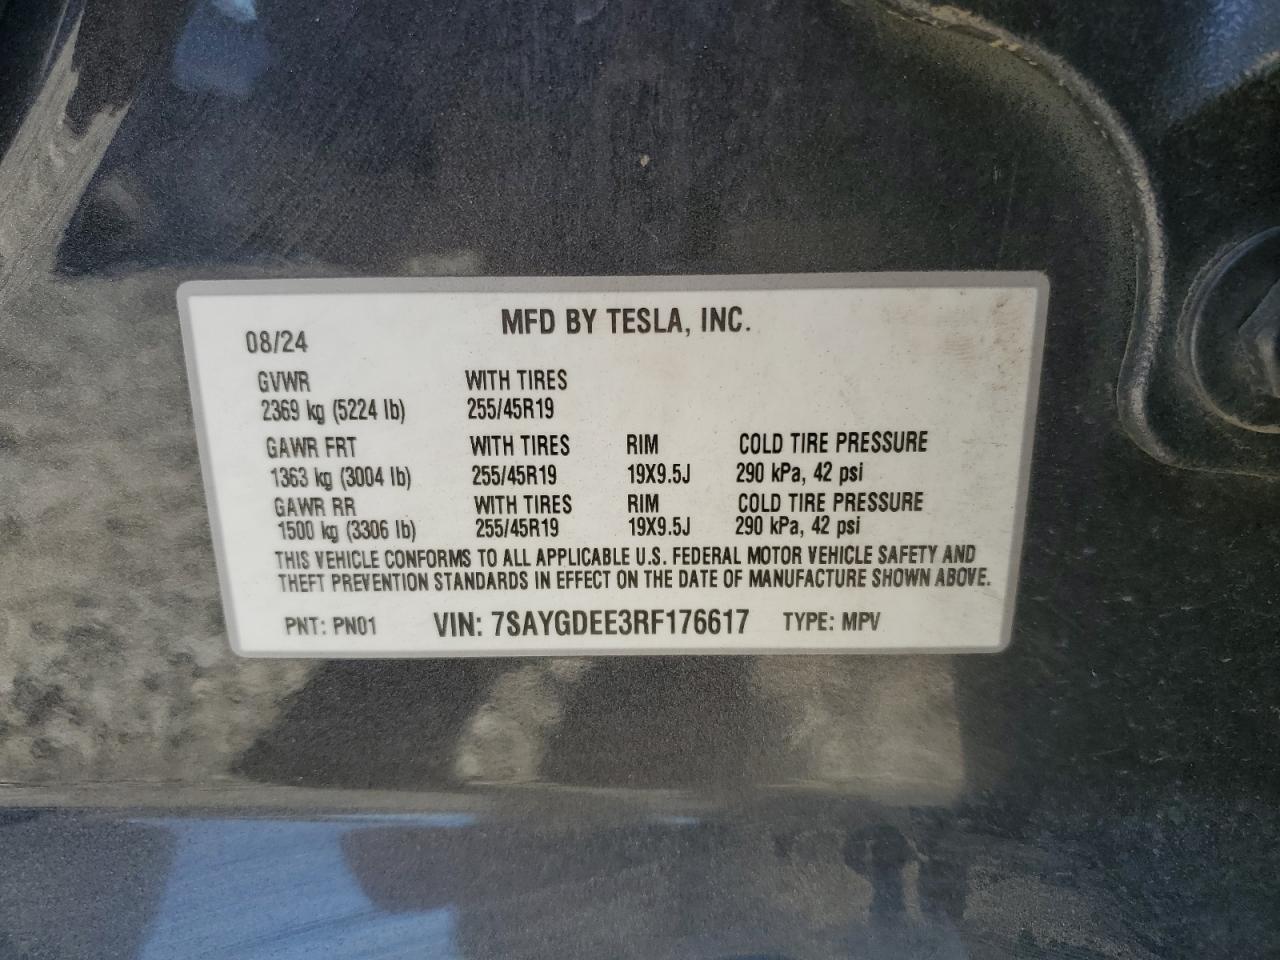 MFD BY TESLA, INC.
08/24
GVWR WITH TIRES
2369 kg (5224 lb) 255/45R19
GAWR FRT WITH TIRES RIM COLD TIRE PRESSURE
1363 kg (3004 lb) 255/45R19 19X9.5J 290 kPa, 42 psi
GAWR RR WITH TIRES RIM COLD TIRE PRESSURE
1500 kg (3306 lb) 255/45R19 19X9.5J 290 kPa, 42 psi
THIS VEHICLE CONFORMS TO ALL APPLICABLE U.S. FEDERAL MOTOR VEHICLE SAFETY AND
THEFT PREVENTION STANDARDS IN EFFECT ON THE DATE OF MANUFACTURE SHOWN ABOVE.
PNT: PN01 VIN: 7SAYGDEE3RF176617 TYPE: MPV